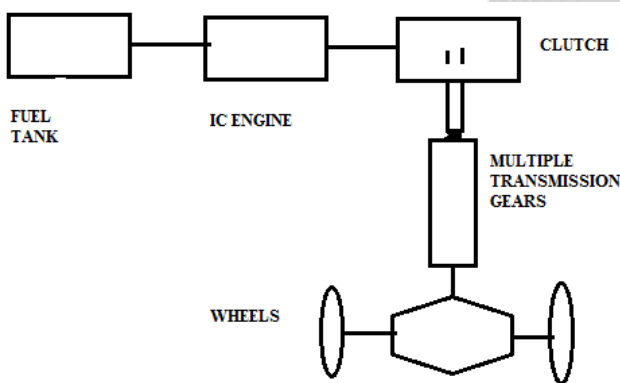 CLUTCH
FUEL
TANK
IC ENGINE
MULTIPLE
TRANSMISSION
GEARS
WHEELS